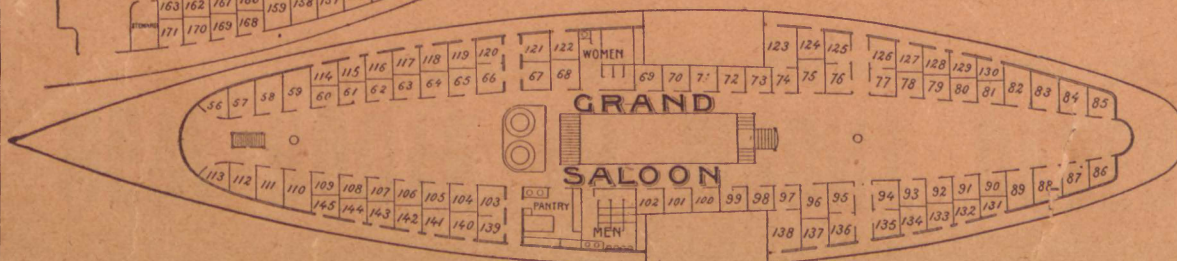 163 162 161 160 159 158 157
STEWARD
171 170 169 168
119 120 121 122 WOMEN 123 124 125 126 127 128 129 130
114 115 116 117 118
56 57 58 59 60 61 62 63 64 65 66 67 68 69 70 71 72 73 74 75 76 77 78 79 80 81 82 83 84 85
GRAND
SALOON
113 112 111 110 109 108 107 106 105 104 103 PANTRY 102 101 100 99 98 97 96 95 94 93 92 91 90 89 88 87 86
145 144 143 142 141 140 139 MEN 138 137 136 135 134 133 132 131